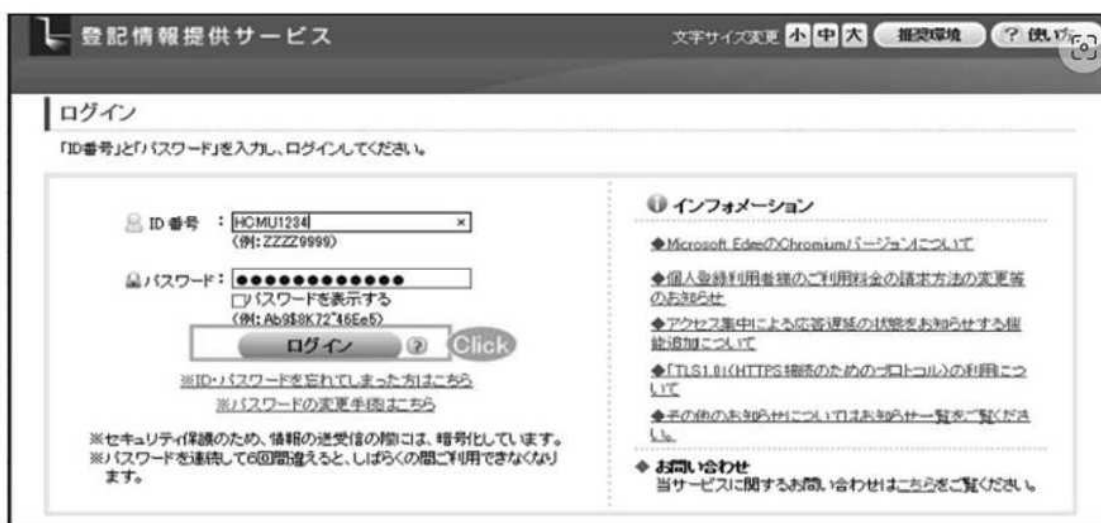 登記情報提供サービス
文字サイズ変更 小 中 大 推奨環境 ? 使い
ログイン
「ID番号」と「パスワード」を入力し、ログインしてください。
ID 番号 : HCMU1234 ×
(例:ZZZZ9999)
パスワード: ●●●●●●●●●●●●
□パスワードを表示する
(例:Ab9$8K72~46Ee5)
ログイン ? Click
※ID・パスワードを忘れてしまった方はこちら
※パスワードの変更手続はこちら
※セキュリティ保護のため、情報の送受信の際には、暗号化しています。
※パスワードを連続して6回間違えると、しばらくの間ご利用できなくなり
ます。
インフォメーション
◆Microsoft EdgeのChromiumバージョンについて
◆個人登録利用者様のご利用料金の請求方法の変更等
のお知らせ
◆アクセス集中による応答遅延の状態をお知らせする機
能追加について
◆「TLS1.0」(HTTPS接続のためのプロトコル)の利用につ
いて
◆その他のお知らせについてはお知らせ一覧をご覧くださ
い。
◆ お問い合わせ
当サービスに関するお問い合わせはこちらをご覧ください。